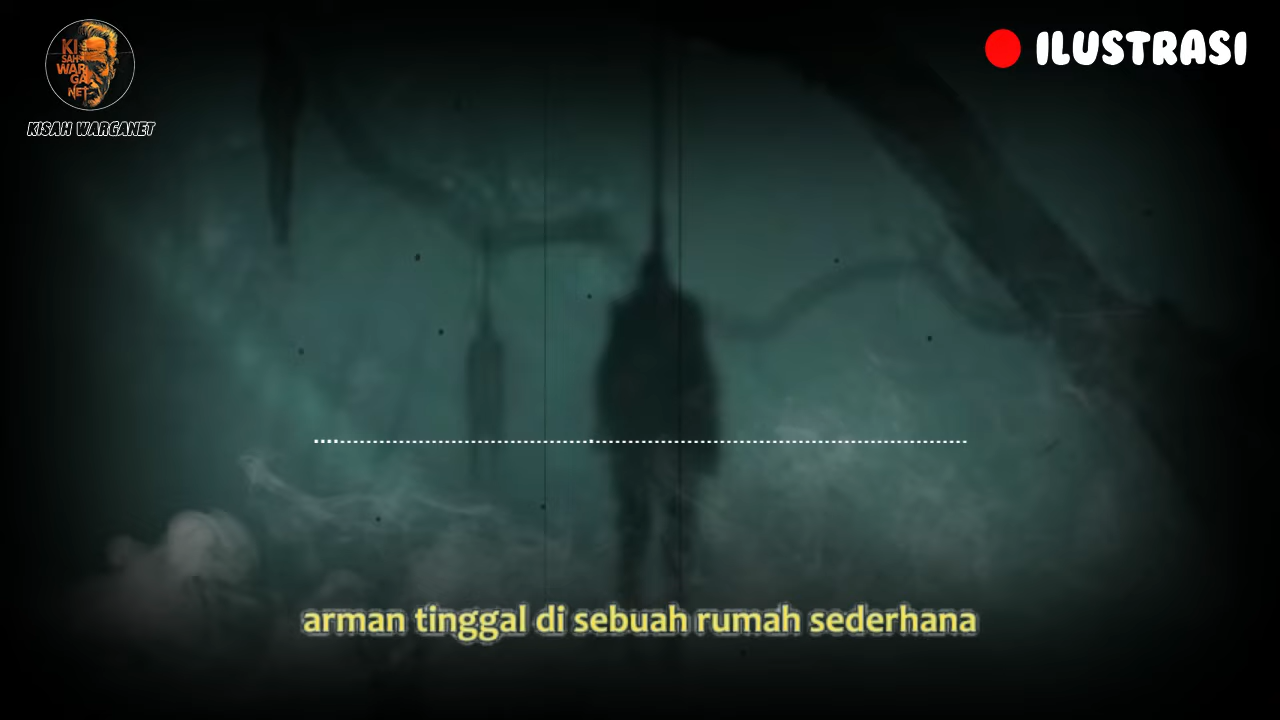 KI
SAH
WAR
GA
NET
KISAH WARGANET
ILUSTRASI
arman tinggal di sebuah rumah sederhana